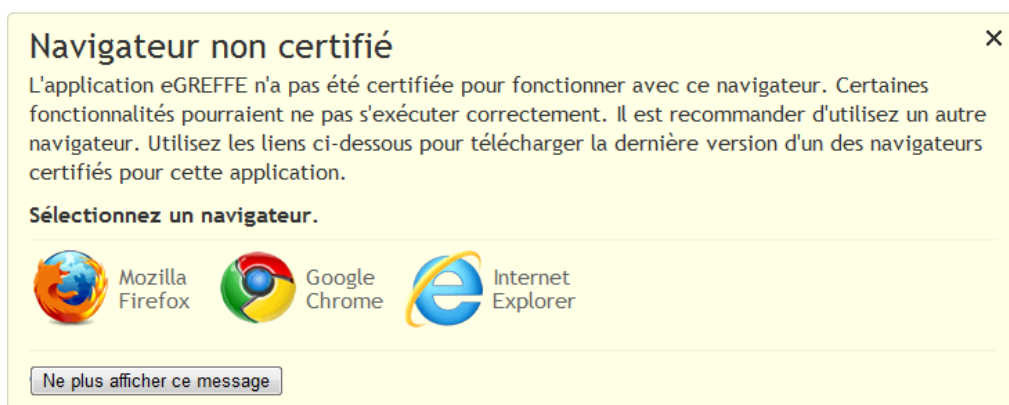 Navigateur non certifié
L'application eGREFFE n'a pas été certifiée pour fonctionner avec ce navigateur. Certaines
fonctionnalités pourraient ne pas s'exécuter correctement. Il est recommander d'utilisez un autre
navigateur. Utilisez les liens ci-dessous pour télécharger la dernière version d'un des navigateurs
certifiés pour cette application.
Sélectionnez un navigateur.
Mozilla
Firefox
Google
Chrome
Internet
Explorer
Ne plus afficher ce message